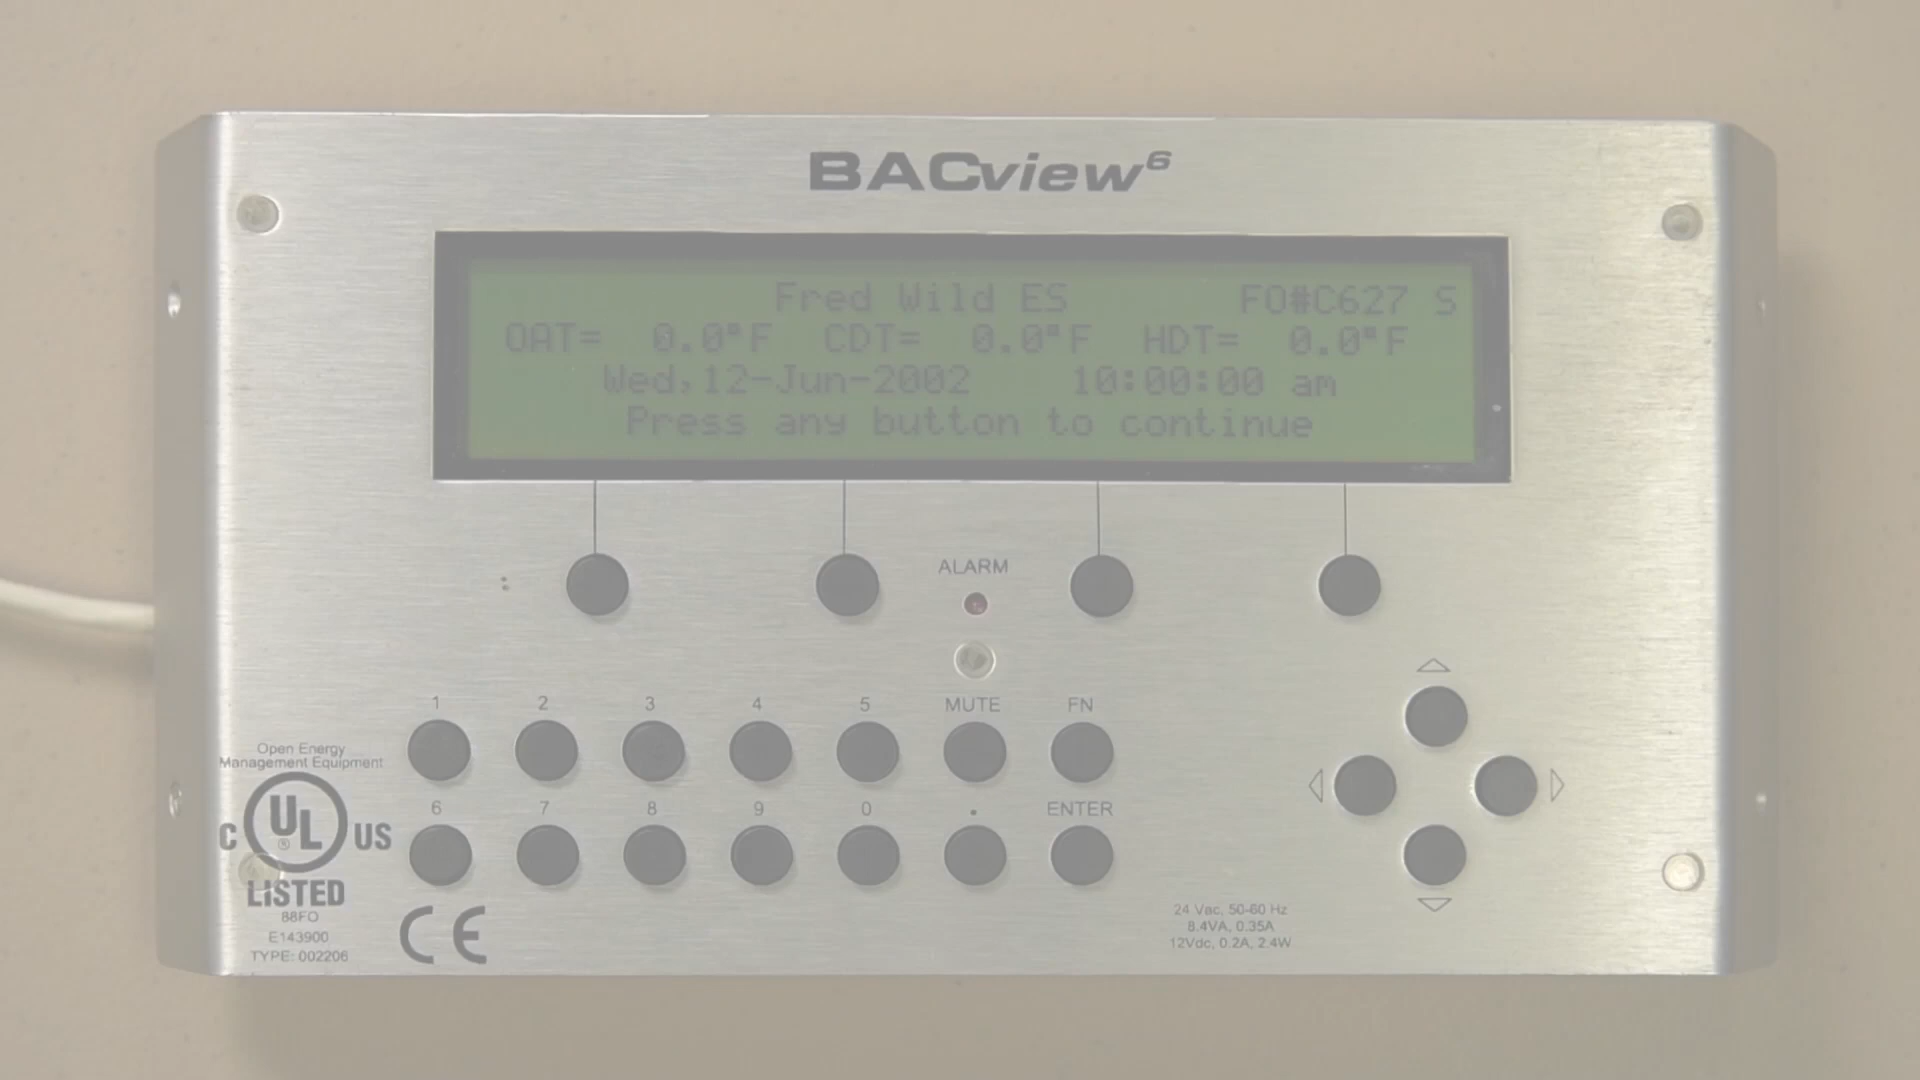 BACview⁶
Fred Wild ES FO#C627 S
OAT= 0.0°F CDT= 0.0°F HDT= 0.0°F
Wed,12-Jun-2002 10:00:00 am
Press any button to continue
ALARM
1 2 3 4 5 MUTE FN
6 7 8 9 0 . ENTER
Open Energy
Management Equipment
C UL® US
LISTED
88FO
E143900
TYPE: 002206
CE
24 Vac, 50-60 Hz
8.4VA, 0.35A
12Vdc, 0.2A, 2.4W